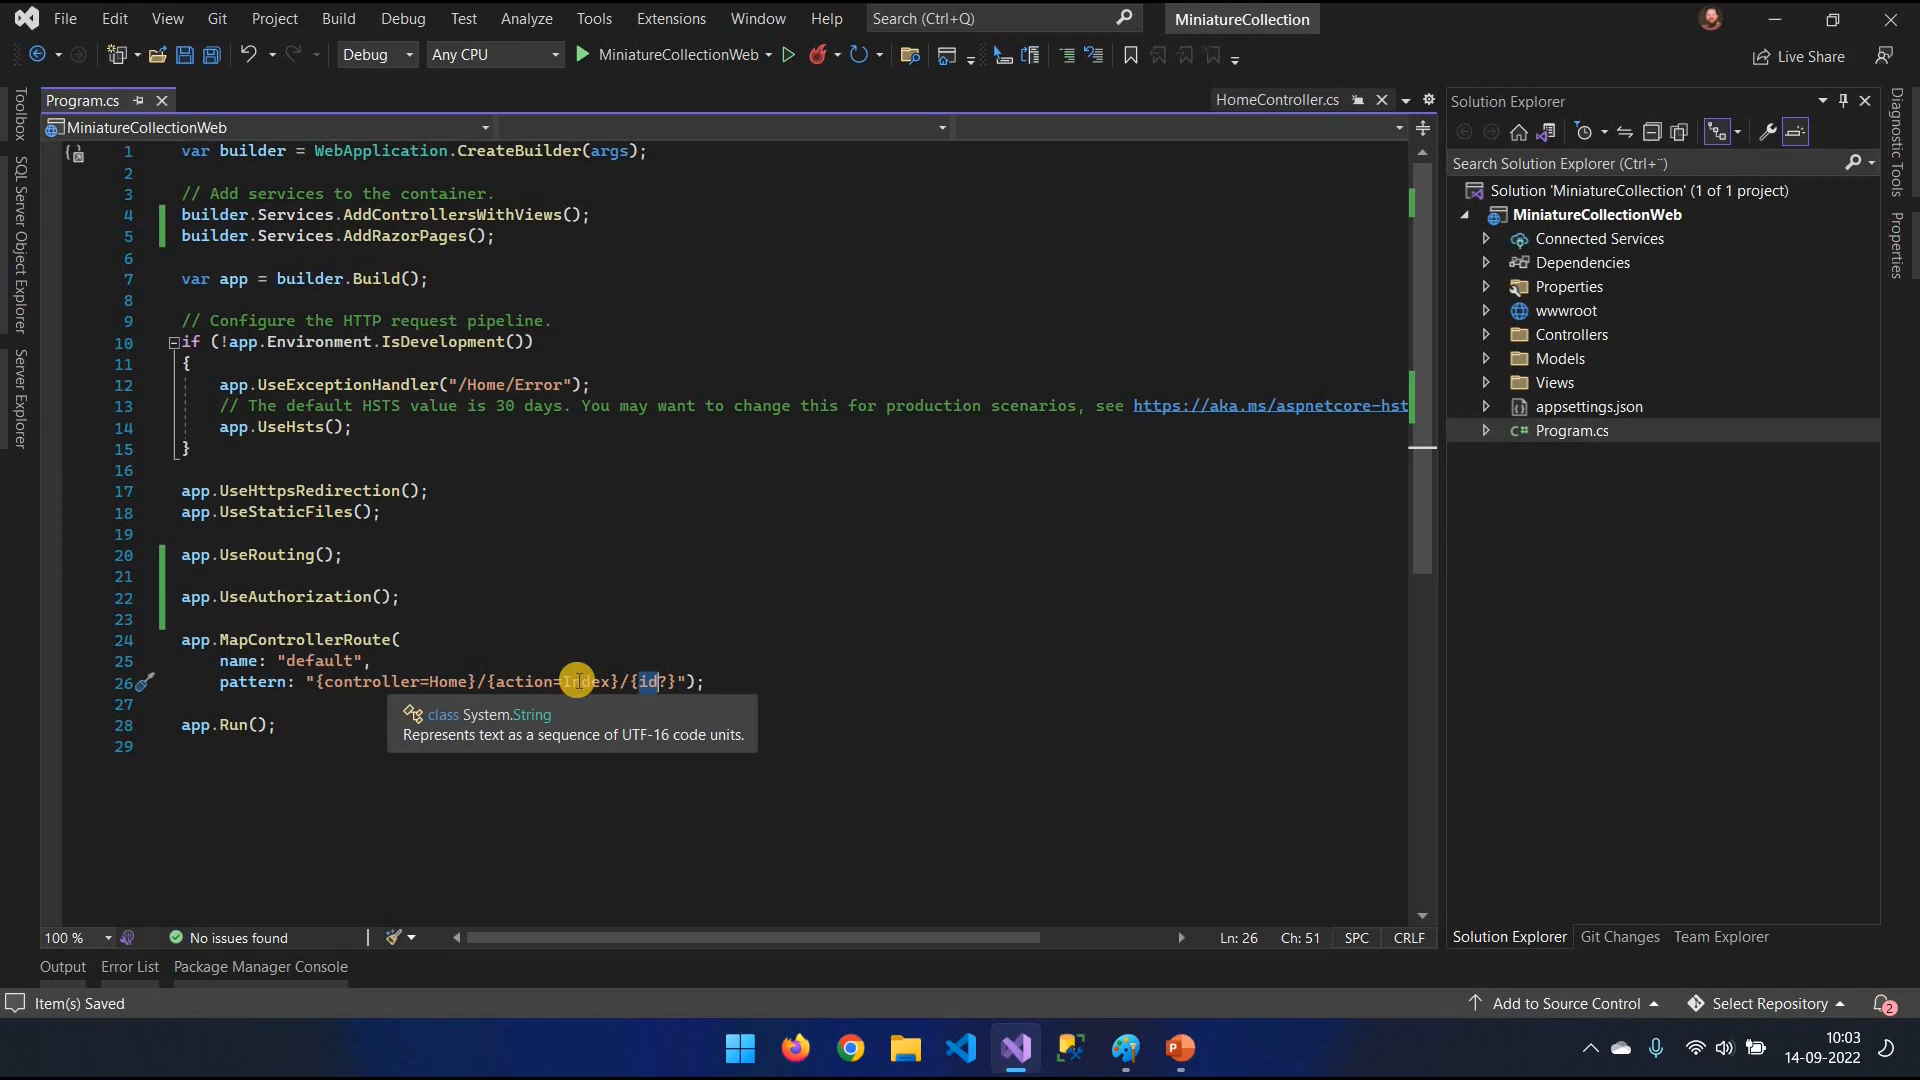 File Edit View Git Project Build Debug Test Analyze Tools Extensions Window Help Search (Ctrl+Q) MiniatureCollection
Debug Any CPU MiniatureCollectionWeb Live Share
Program.cs HomeController.cs
MiniatureCollectionWeb
1 var builder = WebApplication.CreateBuilder(args);
2
3 // Add services to the container.
4 builder.Services.AddControllersWithViews();
5 builder.Services.AddRazorPages();
6
7 var app = builder.Build();
8
9 // Configure the HTTP request pipeline.
10 if (!app.Environment.IsDevelopment())
11 {
12 app.UseExceptionHandler("/Home/Error");
13 // The default HSTS value is 30 days. You may want to change this for production scenarios, see https://aka.ms/aspnetcore-hst
14 app.UseHsts();
15 }
16
17 app.UseHttpsRedirection();
18 app.UseStaticFiles();
19
20 app.UseRouting();
21
22 app.UseAuthorization();
23
24 app.MapControllerRoute(
25 name: "default",
26 pattern: "{controller=Home}/{action=Index}/{id?}");
27
class System.String
Represents text as a sequence of UTF-16 code units.
28 app.Run();
29
100 % No issues found Ln: 26 Ch: 51 SPC CRLF
Output Error List Package Manager Console
Toolbox
SQL Server Object Explorer
Server Explorer
Solution Explorer
Search Solution Explorer (Ctrl+¨)
Solution 'MiniatureCollection' (1 of 1 project)
MiniatureCollectionWeb
Connected Services
Dependencies
Properties
wwwroot
Controllers
Models
Views
appsettings.json
C# Program.cs
Solution Explorer Git Changes Team Explorer
Diagnostic Tools
Properties
Item(s) Saved Add to Source Control Select Repository 2
10:03
14-09-2022